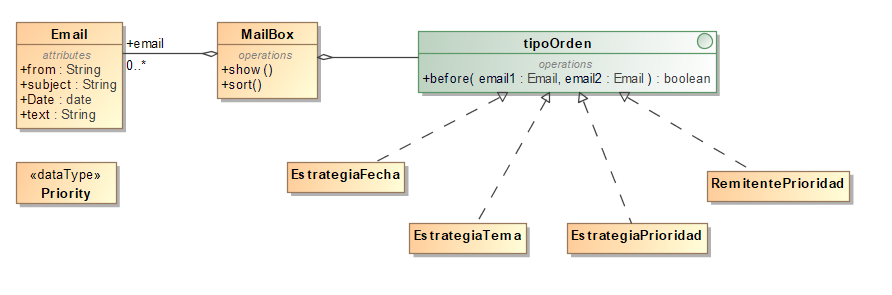 Email
attributes
+from : String
+subject : String
+Date : date
+text : String
+email
0..*
MailBox
operations
+show ()
+sort()
tipoOrden
operations
+before( email1 : Email, email2 : Email ) : boolean
«dataType»
Priority
EstrategiaFecha
RemitentePrioridad
EstrategiaTema
EstrategiaPrioridad